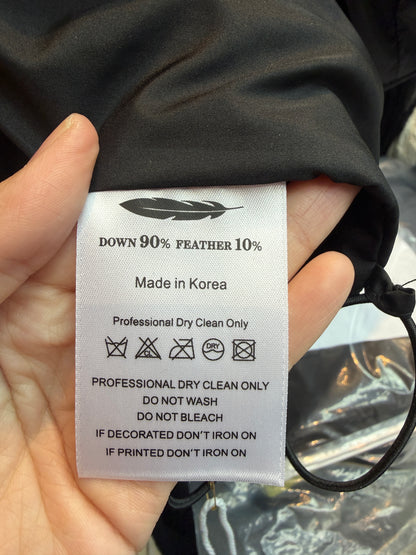 DOWN 90% FEATHER 10%
Made in Korea
Professional Dry Clean Only
CL
DRY
PROFESSIONAL DRY CLEAN ONLY
DO NOT WASH
DO NOT BLEACH
IF DECORATED DON'T IRON ON
IF PRINTED DON'T IRON ON